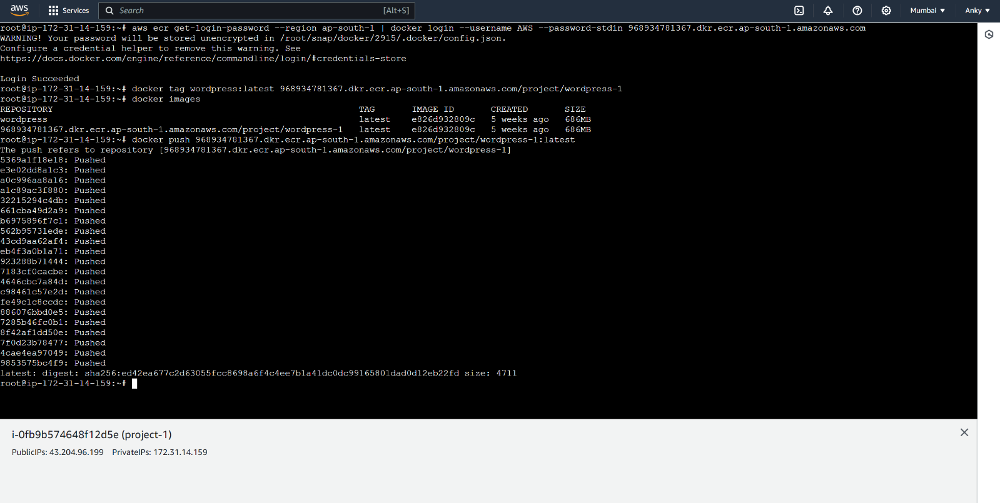 aws Services Search [Alt+S] Mumbai ▼ Anky ▼
root@ip-172-31-14-159:~# aws ecr get-login-password --region ap-south-1 | docker login --username AWS --password-stdin 968934781367.dkr.ecr.ap-south-1.amazonaws.com
WARNING! Your password will be stored unencrypted in /root/snap/docker/2915/.docker/config.json.
Configure a credential helper to remove this warning. See
https://docs.docker.com/engine/reference/commandline/login/#credentials-store
Login Succeeded
root@ip-172-31-14-159:~# docker tag wordpress:latest 968934781367.dkr.ecr.ap-south-1.amazonaws.com/project/wordpress-1
root@ip-172-31-14-159:~# docker images
REPOSITORY TAG IMAGE ID CREATED SIZE
wordpress latest e826d932809c 5 weeks ago 686MB
968934781367.dkr.ecr.ap-south-1.amazonaws.com/project/wordpress-1 latest e826d932809c 5 weeks ago 686MB
root@ip-172-31-14-159:~# docker push 968934781367.dkr.ecr.ap-south-1.amazonaws.com/project/wordpress-1:latest
The push refers to repository [968934781367.dkr.ecr.ap-south-1.amazonaws.com/project/wordpress-1]
5369a1f18e18: Pushed
e3e02dd8a1c3: Pushed
a0c996aa8a16: Pushed
a1c89ac3f880: Pushed
32215294c4db: Pushed
661cba49d2a9: Pushed
b6975896f7c1: Pushed
562b95731ede: Pushed
43cd9aa62af4: Pushed
eb4f3a0b1a71: Pushed
923288b71444: Pushed
7183cf0cacbe: Pushed
4646cbc7a84d: Pushed
c98461c57e2d: Pushed
fe49c1c8ccdc: Pushed
886076bbd0e5: Pushed
7285b46fc0b1: Pushed
8f42af1dd50e: Pushed
7f0d23b78477: Pushed
4cae4ea97049: Pushed
9853575bc4f9: Pushed
latest: digest: sha256:ed42ea677c2d63055fcc8698a6f4c4ee7b1a41dc0dc99165801dad0d12eb22fd size: 4711
root@ip-172-31-14-159:~#
i-0fb9b574648f12d5e (project-1)
PublicIPs: 43.204.96.199 PrivateIPs: 172.31.14.159